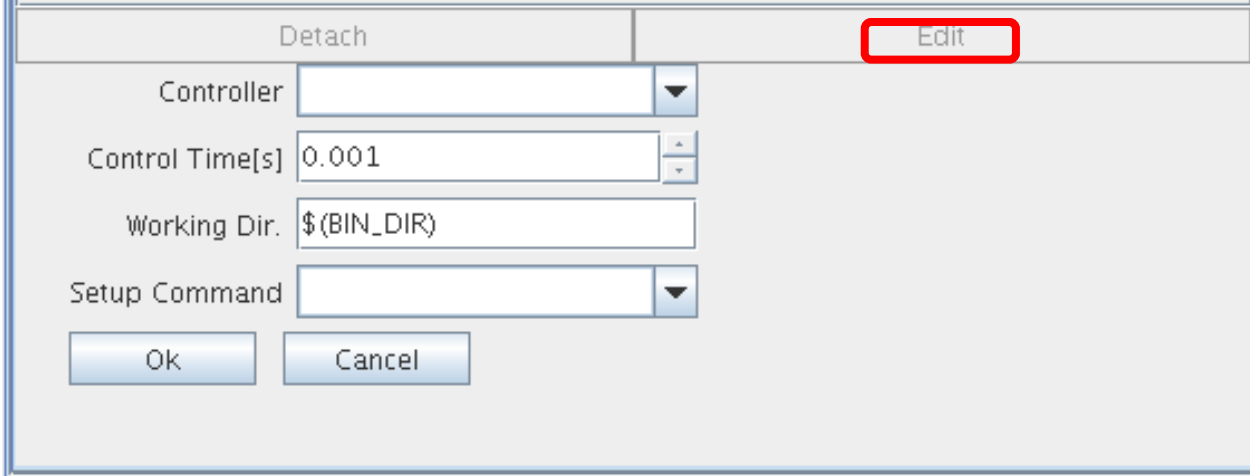 Detach Edit
Controller
Control Time[s] 0.001
Working Dir. $(BIN_DIR)
Setup Command
Ok Cancel